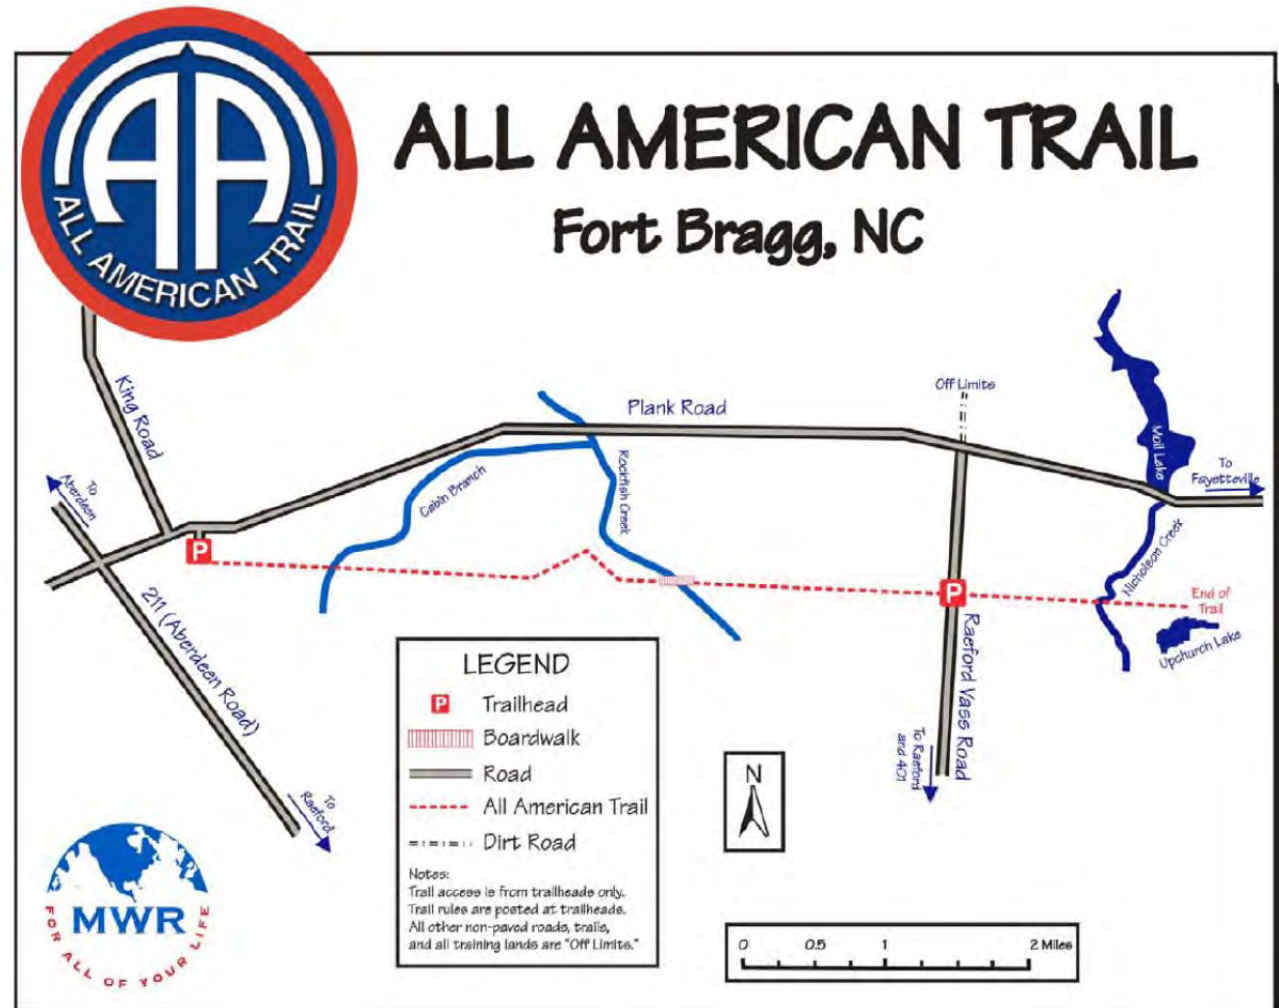 AA
ALL AMERICAN TRAIL
ALL AMERICAN TRAIL
Fort Bragg, NC
King Road
Plank Road
Off Limits
Moil Lake
To
Fayetteville
To
Aberdeen
Cabin Branch
Rockfish Creek
Nicholson Creek
P
P
End of
Trail
Upchurch Lake
211 (Aberdeen Road)
Raeford Vass Road
To Raeford
and 401
To
Raeford
LEGEND
P Trailhead
Boardwalk
Road
All American Trail
Dirt Road
Notes:
Trail access is from trailheads only.
Trail rules are posted at trailheads.
All other non-paved roads, trails,
and all training lands are "Off Limits."
N
MWR
FOR ALL OF YOUR LIFE
0 0.5 1 2 Miles